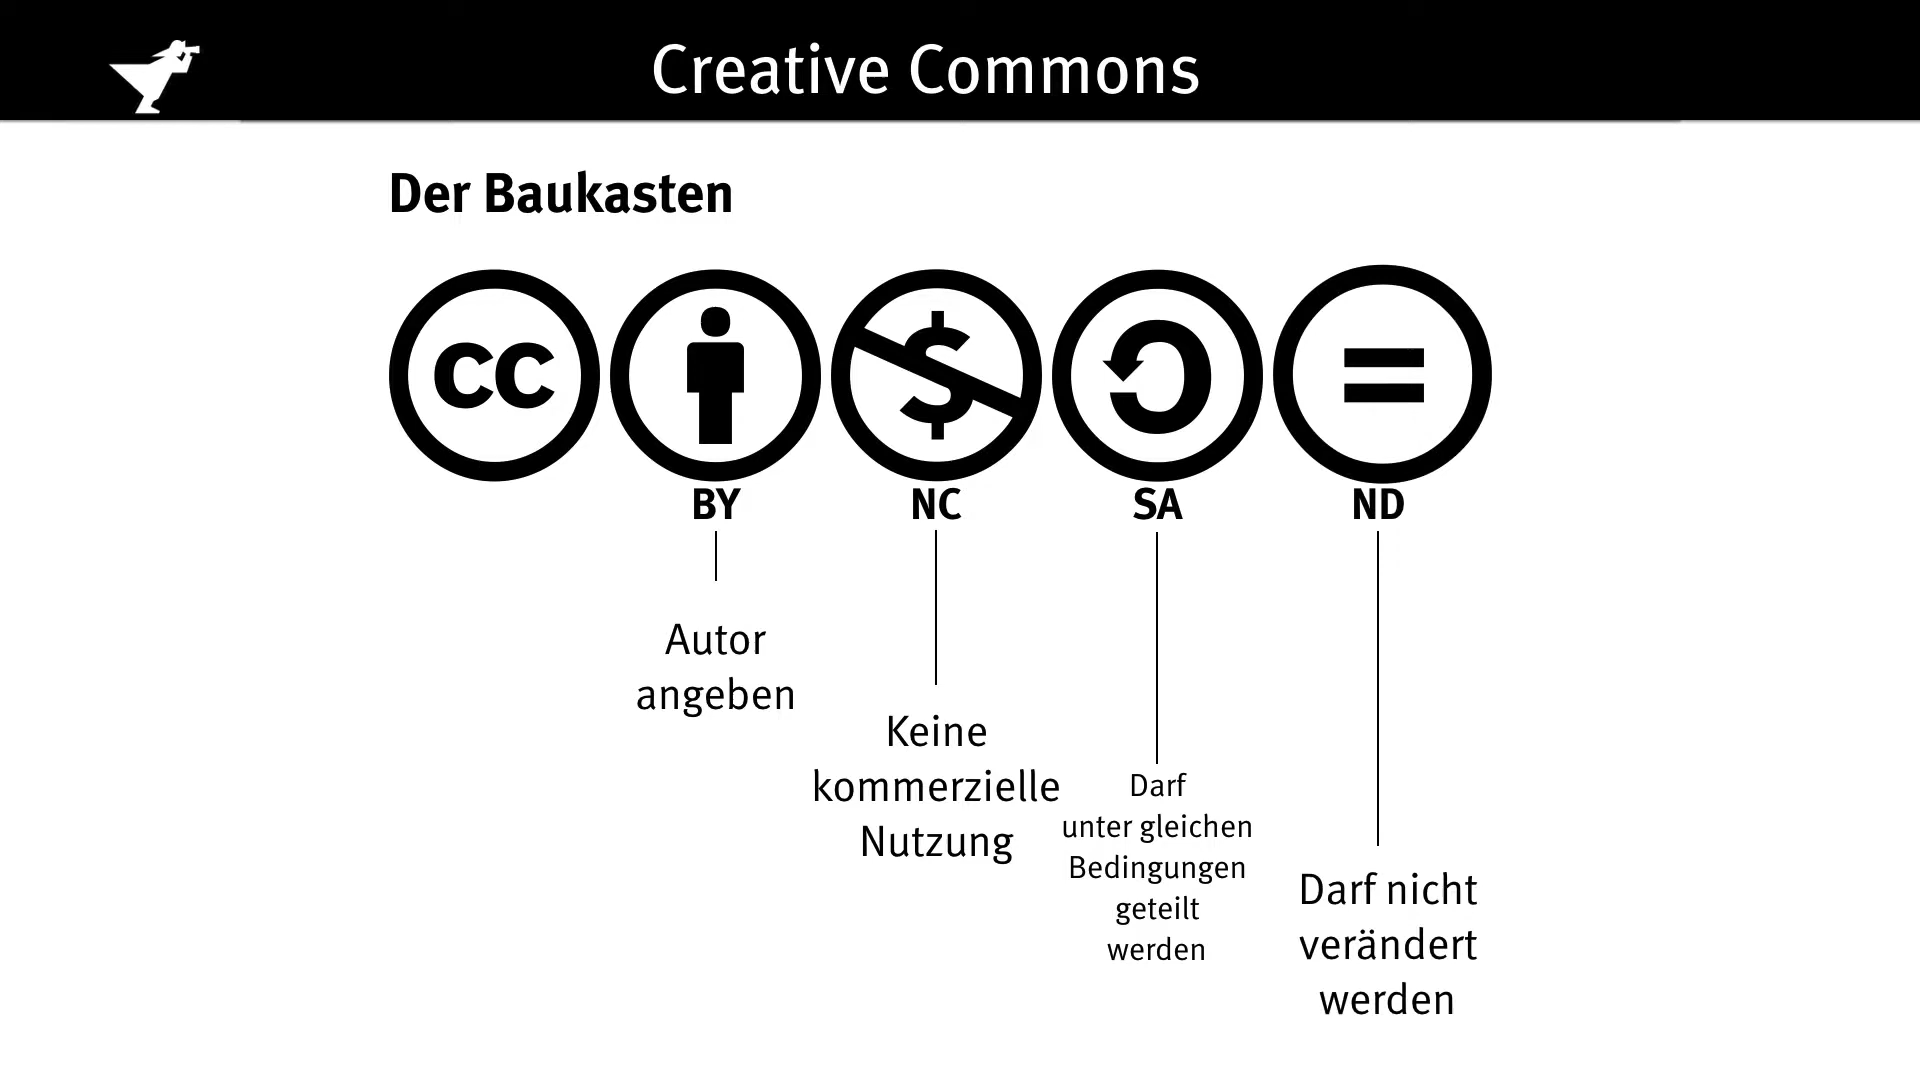 Creative Commons
Der Baukasten
cc
$
=
BY
NC
SA
ND
Autor
angeben
Keine
kommerzielle
Nutzung
Darf
unter gleichen
Bedingungen
geteilt
werden
Darf nicht
verändert
werden